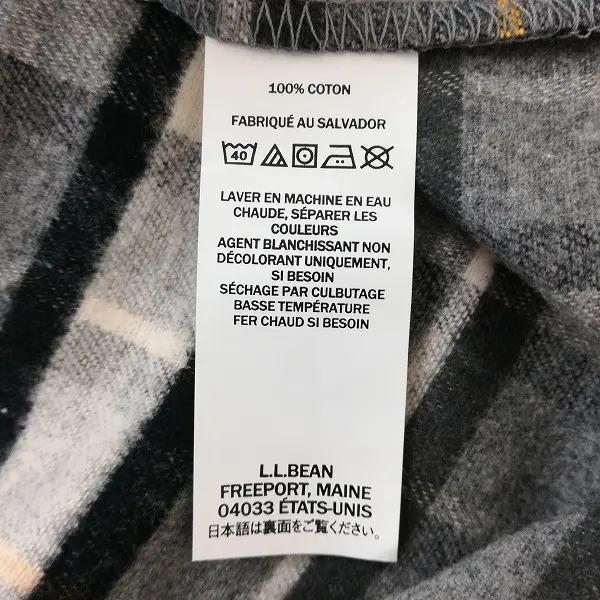 100% COTON
FABRIQUÉ AU SALVADOR
40
LAVER EN MACHINE EN EAU
CHAUDE, SÉPARER LES
COULEURS
AGENT BLANCHISSANT NON
DÉCOLORANT UNIQUEMENT,
SI BESOIN
SÉCHAGE PAR CULBUTAGE
BASSE TEMPÉRATURE
FER CHAUD SI BESOIN
L.L.BEAN
FREEPORT, MAINE
04033 ÉTATS-UNIS
日本語は裏面をご覧ください。